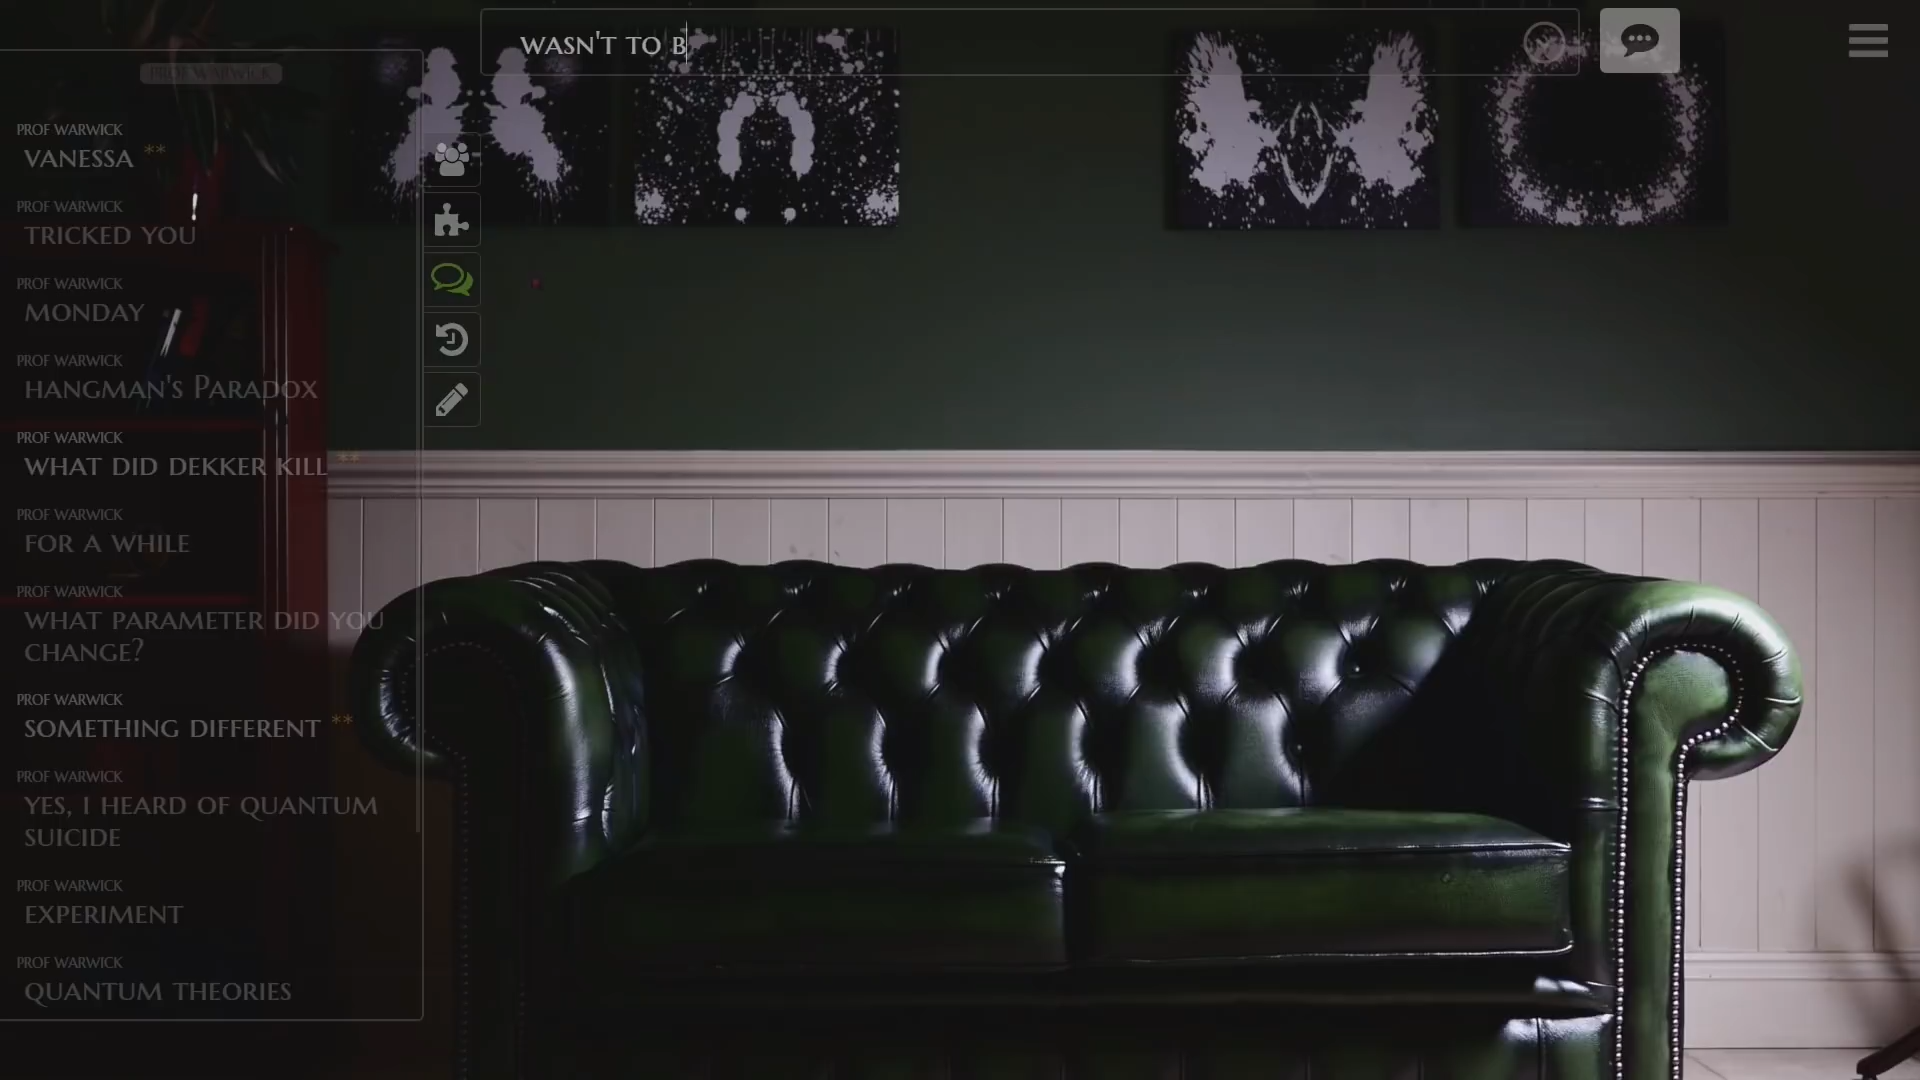 WASN'T TO B
PROF WARWICK
PROF WARWICK
VANESSA **
PROF WARWICK
TRICKED YOU
PROF WARWICK
MONDAY
PROF WARWICK
HANGMAN'S PARADOX
PROF WARWICK
WHAT DID DEKKER KILL **
PROF WARWICK
FOR A WHILE
PROF WARWICK
WHAT PARAMETER DID YOU
CHANGE?
PROF WARWICK
SOMETHING DIFFERENT **
PROF WARWICK
YES, I HEARD OF QUANTUM
SUICIDE
PROF WARWICK
EXPERIMENT
PROF WARWICK
QUANTUM THEORIES